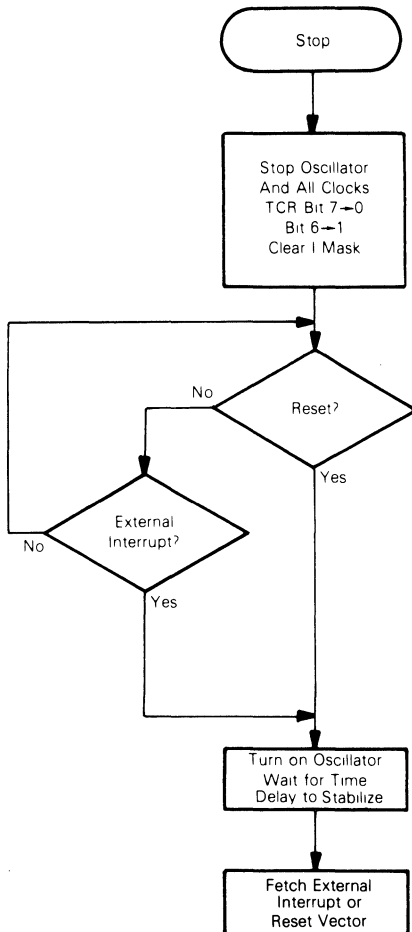 Stop
Stop Oscillator
And All Clocks
TCR Bit 7→0
Bit 6→1
Clear I Mask
No
Reset?
Yes
External
Interrupt?
No
Yes
Turn on Oscillator
Wait for Time
Delay to Stabilize
Fetch External
Interrupt or
Reset Vector